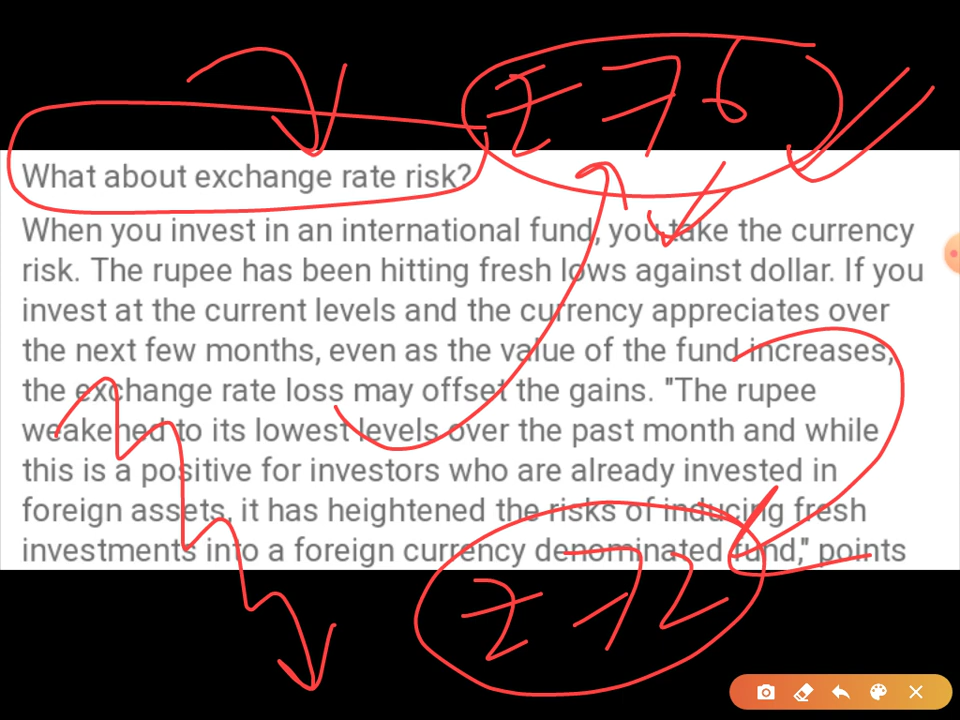 ₹76
What about exchange rate risk?
When you invest in an international fund, you take the currency
risk. The rupee has been hitting fresh lows against dollar. If you
invest at the current levels and the currency appreciates over
the next few months, even as the value of the fund increases,
the exchange rate loss may offset the gains. "The rupee
weakened to its lowest levels over the past month and while
this is a positive for investors who are already invested in
foreign assets, it has heightened the risks of inducing fresh
investments into a foreign currency denominated fund," points
₹72